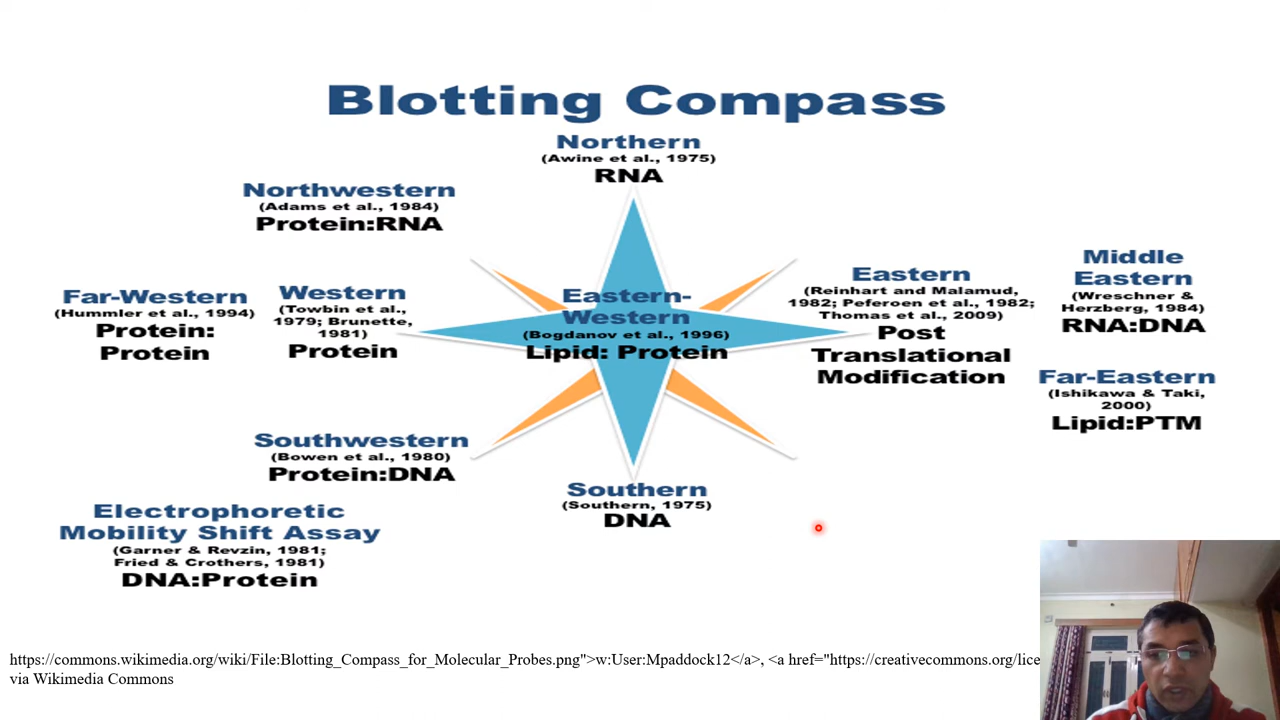 Blotting Compass
Northern
(Awine et al., 1975)
RNA
Northwestern
(Adams et al., 1984)
Protein:RNA
Far-Western
(Hummler et al., 1994)
Protein:
Protein
Western
(Towbin et al.,
1979; Brunette,
1981)
Protein
Eastern-
Western
(Bogdanov et al., 1996)
Lipid: Protein
Eastern
(Reinhart and Malamud,
1982; Peferoen et al., 1982;
Thomas et al., 2009)
Post
Translational
Modification
Middle
Eastern
(Wreschner &
Herzberg, 1984)
RNA:DNA
Far-Eastern
(Ishikawa & Taki,
2000)
Lipid:PTM
Southwestern
(Bowen et al., 1980)
Protein:DNA
Southern
(Southern, 1975)
DNA
Electrophoretic
Mobility Shift Assay
(Garner & Revzin, 1981;
Fried & Crothers, 1981)
DNA:Protein
https://commons.wikimedia.org/wiki/File:Blotting_Compass_for_Molecular_Probes.png">w:User:Mpaddock12</a>, <a href="https://creativecommons.org/lice
via Wikimedia Commons